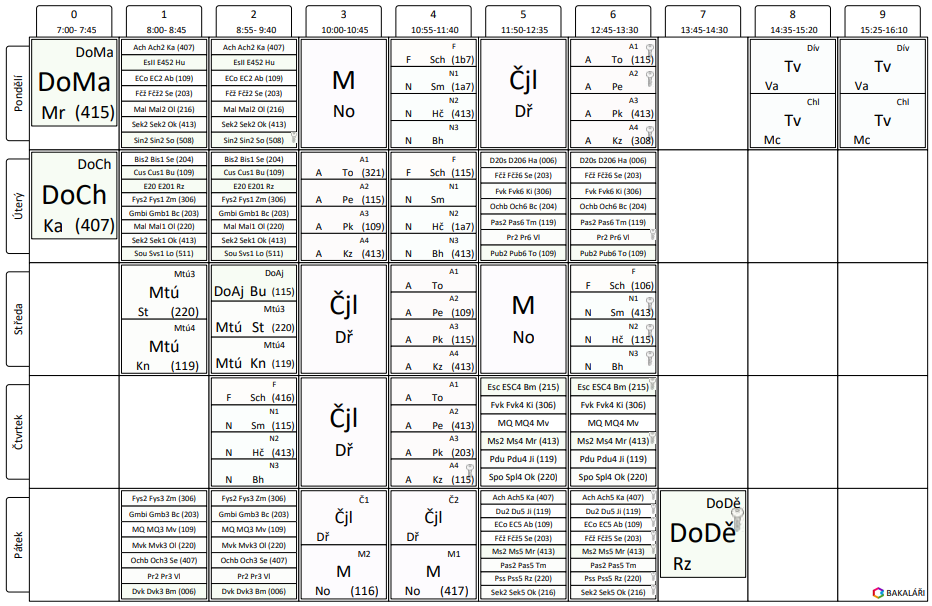 0 1 2 3 4 5 6 7 8 9
7:00- 7:45 8:00- 8:45 8:55- 9:40 10:00-10:45 10:55-11:40 11:50-12:35 12:45-13:30 13:45-14:30 14:35-15:20 15:25-16:10
Pondělí
DoMa
DoMa
Mr (415)
Ach Ach2 Ka (407)
EsII E452 Hu
ECo EC2 Ab (109)
Fčž Fčž2 Se (203)
Mal Mal2 Ol (216)
Sek2 Sek2 Ok (413)
Sin2 Sin2 So (508)
Ach Ach2 Ka (407)
EsII E452 Hu
ECo EC2 Ab (109)
Fčž Fčž2 Se (203)
Mal Mal2 Ol (216)
Sek2 Sek2 Ok (413)
Sin2 Sin2 So (508)
M
No
F
F Sch (1b7)
N1
N Sm (1a7)
N2
N Hč (413)
N3
N Bh
Čjl
Dř
A1
A To (115)
A2
A Pe
A3
A Pk (413)
A4
A Kz (308)
Dív
Tv
Va
Chl
Tv
Mc
Dív
Tv
Va
Chl
Tv
Mc
Úterý
DoCh
DoCh
Ka (407)
Bis2 Bis1 Se (204)
Cus Cus1 Bu (109)
E20 E201 Rz
Fys2 Fys1 Zm (306)
Gmbi Gmb1 Bc (203)
Mal Mal1 Ol (220)
Sek2 Sek1 Ok (413)
Sou Svs1 Lo (511)
Bis2 Bis1 Se (204)
Cus Cus1 Bu (109)
E20 E201 Rz
Fys2 Fys1 Zm (306)
Gmbi Gmb1 Bc (203)
Mal Mal1 Ol (220)
Sek2 Sek1 Ok (413)
Sou Svs1 Lo (511)
A1
A To (321)
A2
A Pe (115)
A3
A Pk (109)
A4
A Kz (413)
F
F Sch (115)
N1
N Sm
N2
N Hč (1a7)
N3
N Bh (413)
D20s D206 Ha (006)
Fčž Fčž6 Se (203)
Fvk Fvk6 Ki (306)
Ochb Och6 Bc (204)
Pas2 Pas6 Tm (119)
Pr2 Pr6 Vl
Pub2 Pub6 To (109)
D20s D206 Ha (006)
Fčž Fčž6 Se (203)
Fvk Fvk6 Ki (306)
Ochb Och6 Bc (204)
Pas2 Pas6 Tm (119)
Pr2 Pr6 Vl
Pub2 Pub6 To (109)
Středa
Mtú3
Mtú
St (220)
Mtú4
Mtú
Kn (119)
DoAj
DoAj Bu (115)
Mtú3
Mtú St (220)
Mtú4
Mtú Kn (119)
Čjl
Dř
A1
A To
A2
A Pe (109)
A3
A Pk (115)
A4
A Kz (413)
M
No
F
F Sch (106)
N1
N Sm (413)
N2
N Hč (115)
N3
N Bh
Čtvrtek
F
F Sch (416)
N1
N Sm (115)
N2
N Hč (413)
N3
N Bh
Čjl
Dř
A1
A To
A2
A Pe (413)
A3
A Pk (203)
A4
A Kz (115)
Esc ESC4 Bm (215)
Fvk Fvk4 Ki (306)
MQ MQ4 Mv
Ms2 Ms4 Mr (413)
Pdu Pdu4 Ji (119)
Spo Spl4 Ok (220)
Esc ESC4 Bm (215)
Fvk Fvk4 Ki (306)
MQ MQ4 Mv
Ms2 Ms4 Mr (413)
Pdu Pdu4 Ji (119)
Spo Spl4 Ok (220)
Pátek
Fys2 Fys3 Zm (306)
Gmbi Gmb3 Bc (203)
MQ MQ3 Mv (109)
Mvk Mvk3 Ol (220)
Ochb Och3 Se (407)
Pr2 Pr3 Vl
Dvk Dvk3 Bm (006)
Fys2 Fys3 Zm (306)
Gmbi Gmb3 Bc (203)
MQ MQ3 Mv (109)
Mvk Mvk3 Ol (220)
Ochb Och3 Se (407)
Pr2 Pr3 Vl
Dvk Dvk3 Bm (006)
Č1
Čjl
Dř
M2
M
No (116)
Č2
Čjl
Dř
M1
M
No (417)
Ach Ach5 Ka (407)
Du2 Du5 Ji (119)
ECo EC5 Ab (109)
Fčž Fčž5 Se (203)
Ms2 Ms5 Mr (413)
Pas2 Pas5 Tm
Pss Pss5 Rz (220)
Sek2 Sek5 Ok (216)
Ach Ach5 Ka (407)
Du2 Du5 Ji (119)
ECo EC5 Ab (109)
Fčž Fčž5 Se (203)
Ms2 Ms5 Mr (413)
Pas2 Pas5 Tm
Pss Pss5 Rz (220)
Sek2 Sek5 Ok (216)
DoDě
DoDě
Rz
BAKALÁŘI